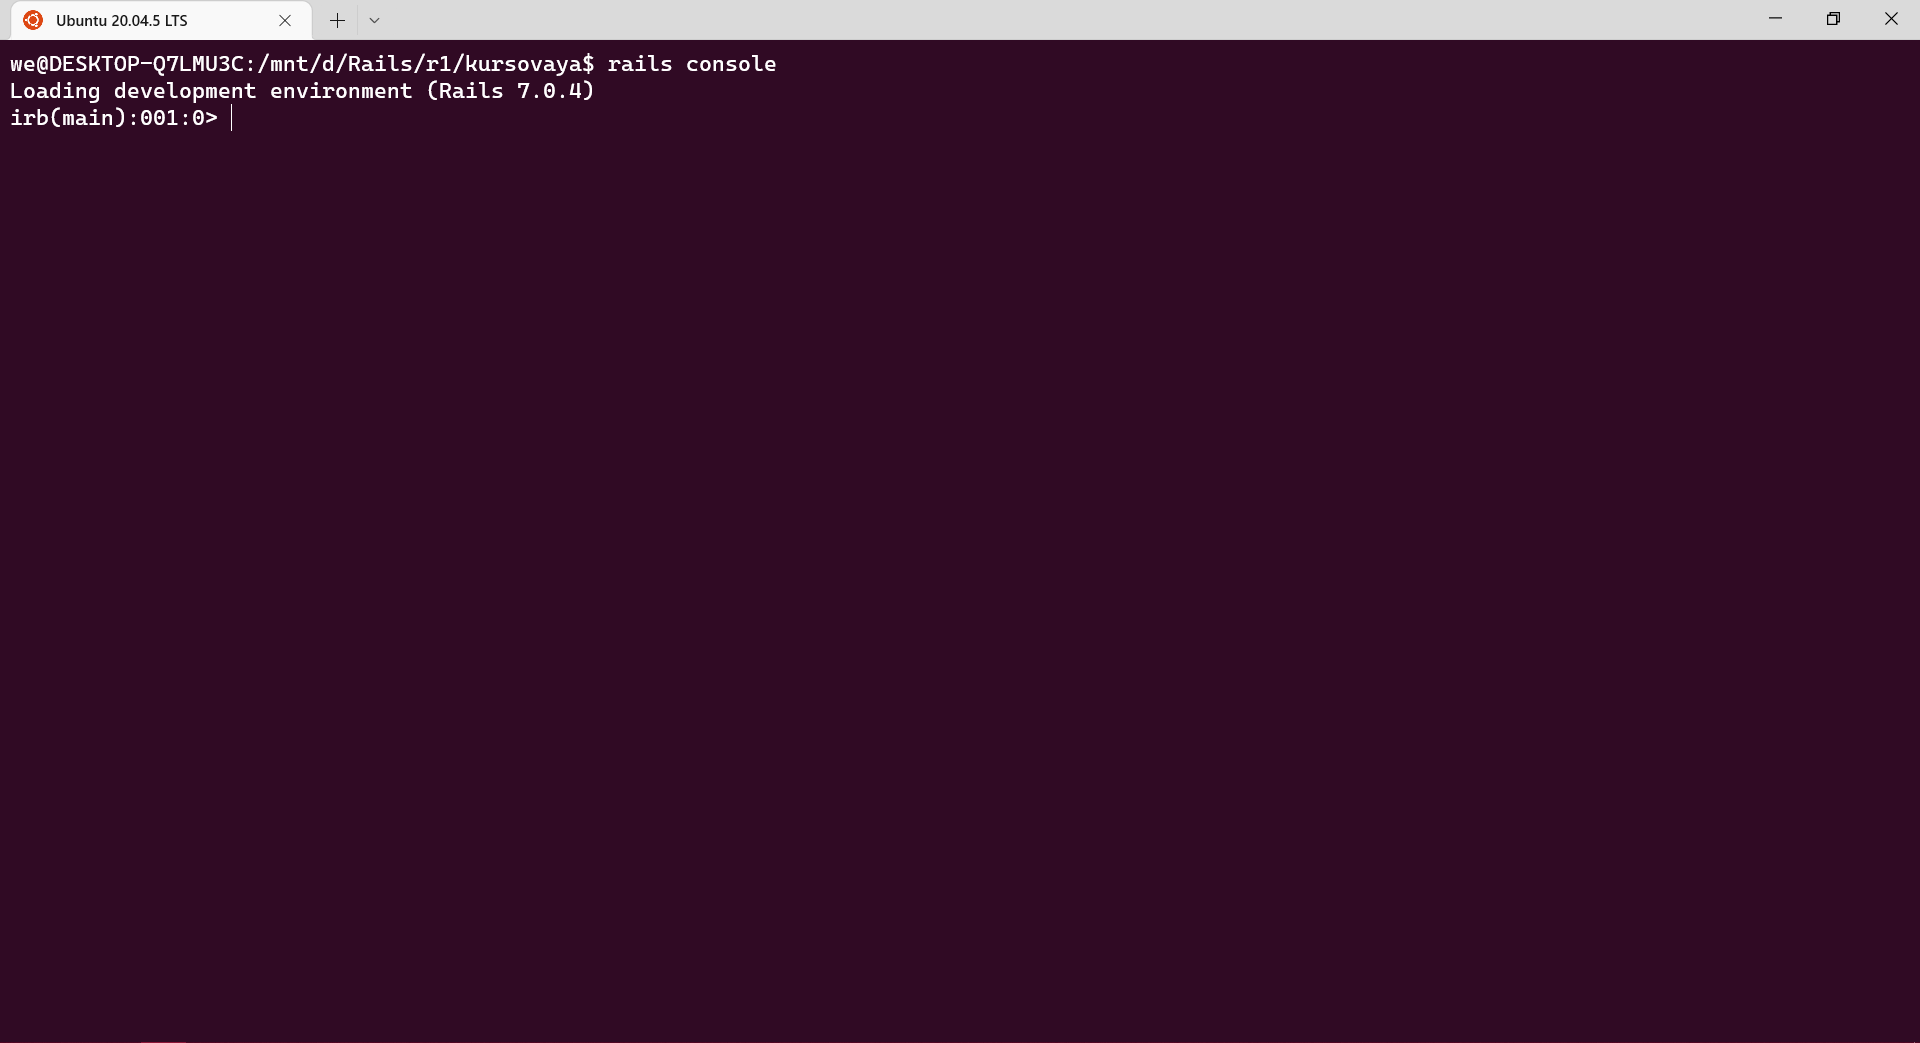 Ubuntu 20.04.5 LTS
we@DESKTOP-Q7LMU3C:/mnt/d/Rails/r1/kursovaya$ rails console
Loading development environment (Rails 7.0.4)
irb(main):001:0>